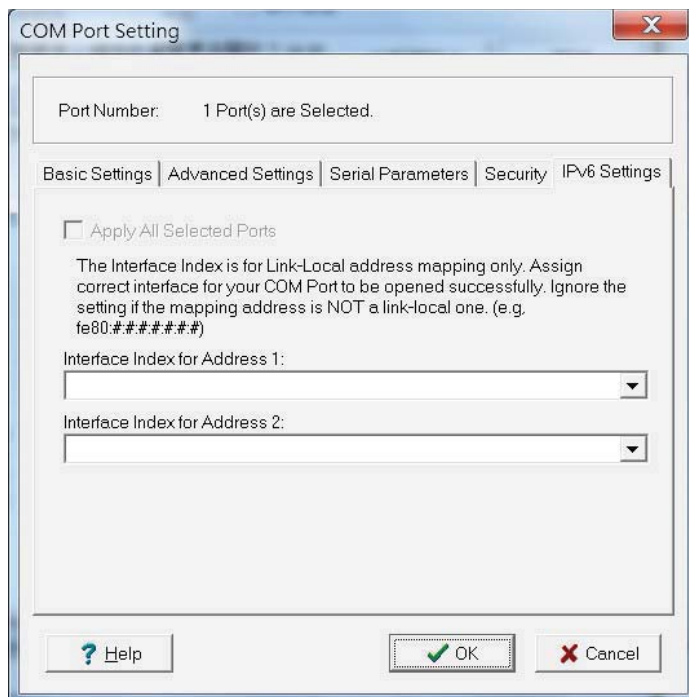 COM Port Setting
Port Number: 1 Port(s) are Selected.
Basic Settings Advanced Settings Serial Parameters Security IPv6 Settings
Apply All Selected Ports
The Interface Index is for Link-Local address mapping only. Assign
correct interface for your COM Port to be opened successfully. Ignore the
setting if the mapping address is NOT a link-local one. (e.g.
fe80:#:#:#:#:#:#:#)
Interface Index for Address 1:
Interface Index for Address 2:
? Help OK Cancel